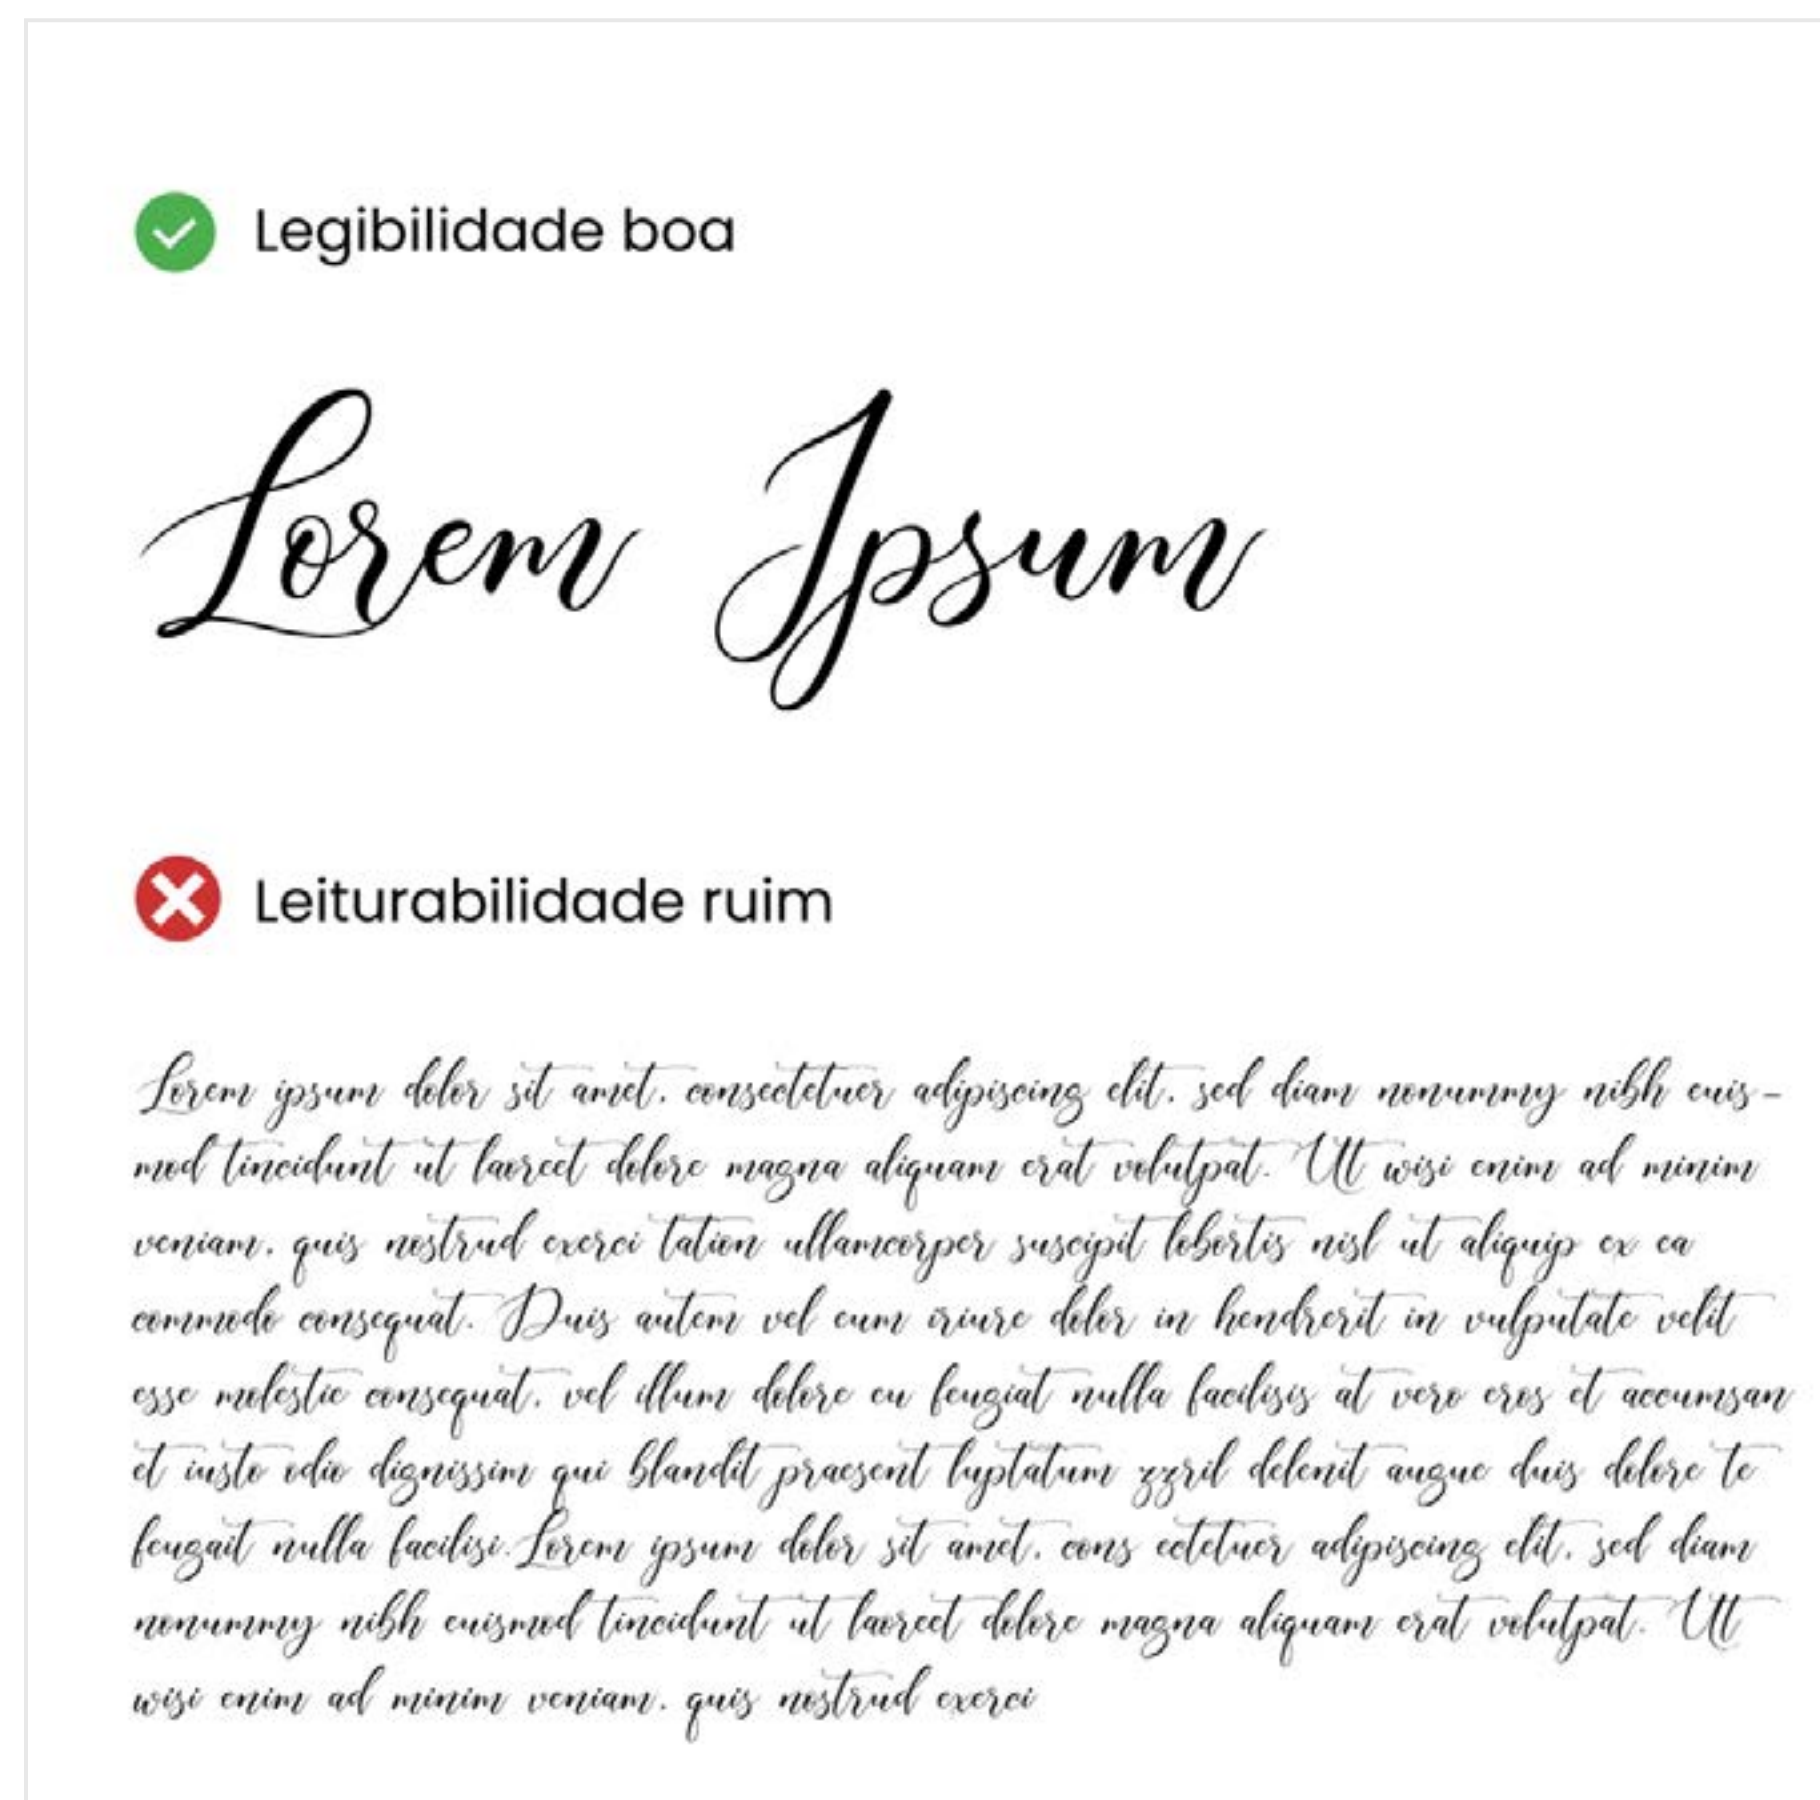 Legibilidade boa
Lorem Ipsum
Leiturabilidade ruim
Lorem ipsum dolor sit amet, consectetuer adipiscing elit, sed diam nonummy nibh euis-
mod tincidunt ut laoreet dolore magna aliquam erat volutpat. Ut wisi enim ad minim
veniam, quis nostrud exerci tation ullamcorper suscipit lobortis nisl ut aliquip ex ea
commodo consequat. Duis autem vel eum iriure dolor in hendrerit in vulputate velit
esse molestie consequat, vel illum dolore eu feugiat nulla facilisis at vero eros et accumsan
et iusto odio dignissim qui blandit praesent luptatum zzril delenit augue duis dolore te
feugait nulla facilisi.Lorem ipsum dolor sit amet, cons ectetuer adipiscing elit, sed diam
nonummy nibh euismod tincidunt ut laoreet dolore magna aliquam erat volutpat. Ut
wisi enim ad minim veniam, quis nostrud exerci